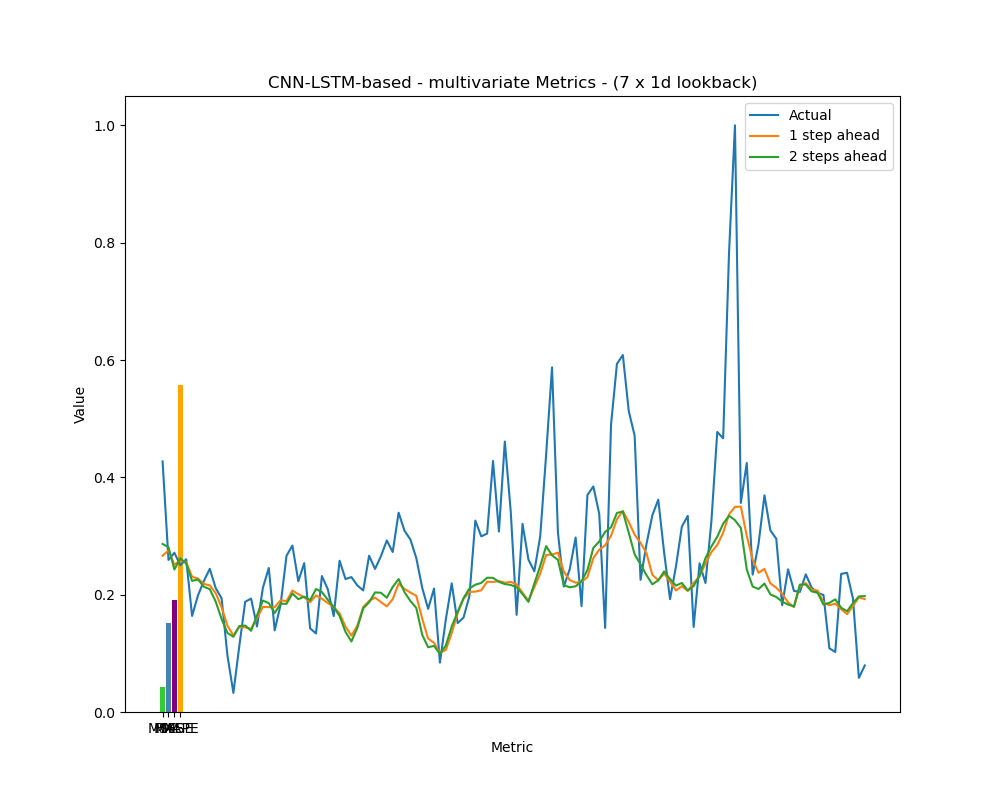 CNN-LSTM-based - multivariate Metrics - (7 x 1d lookback)
Actual
1 step ahead
2 steps ahead
1.0
0.8
0.6
0.4
0.2
0.0
Value
Metric